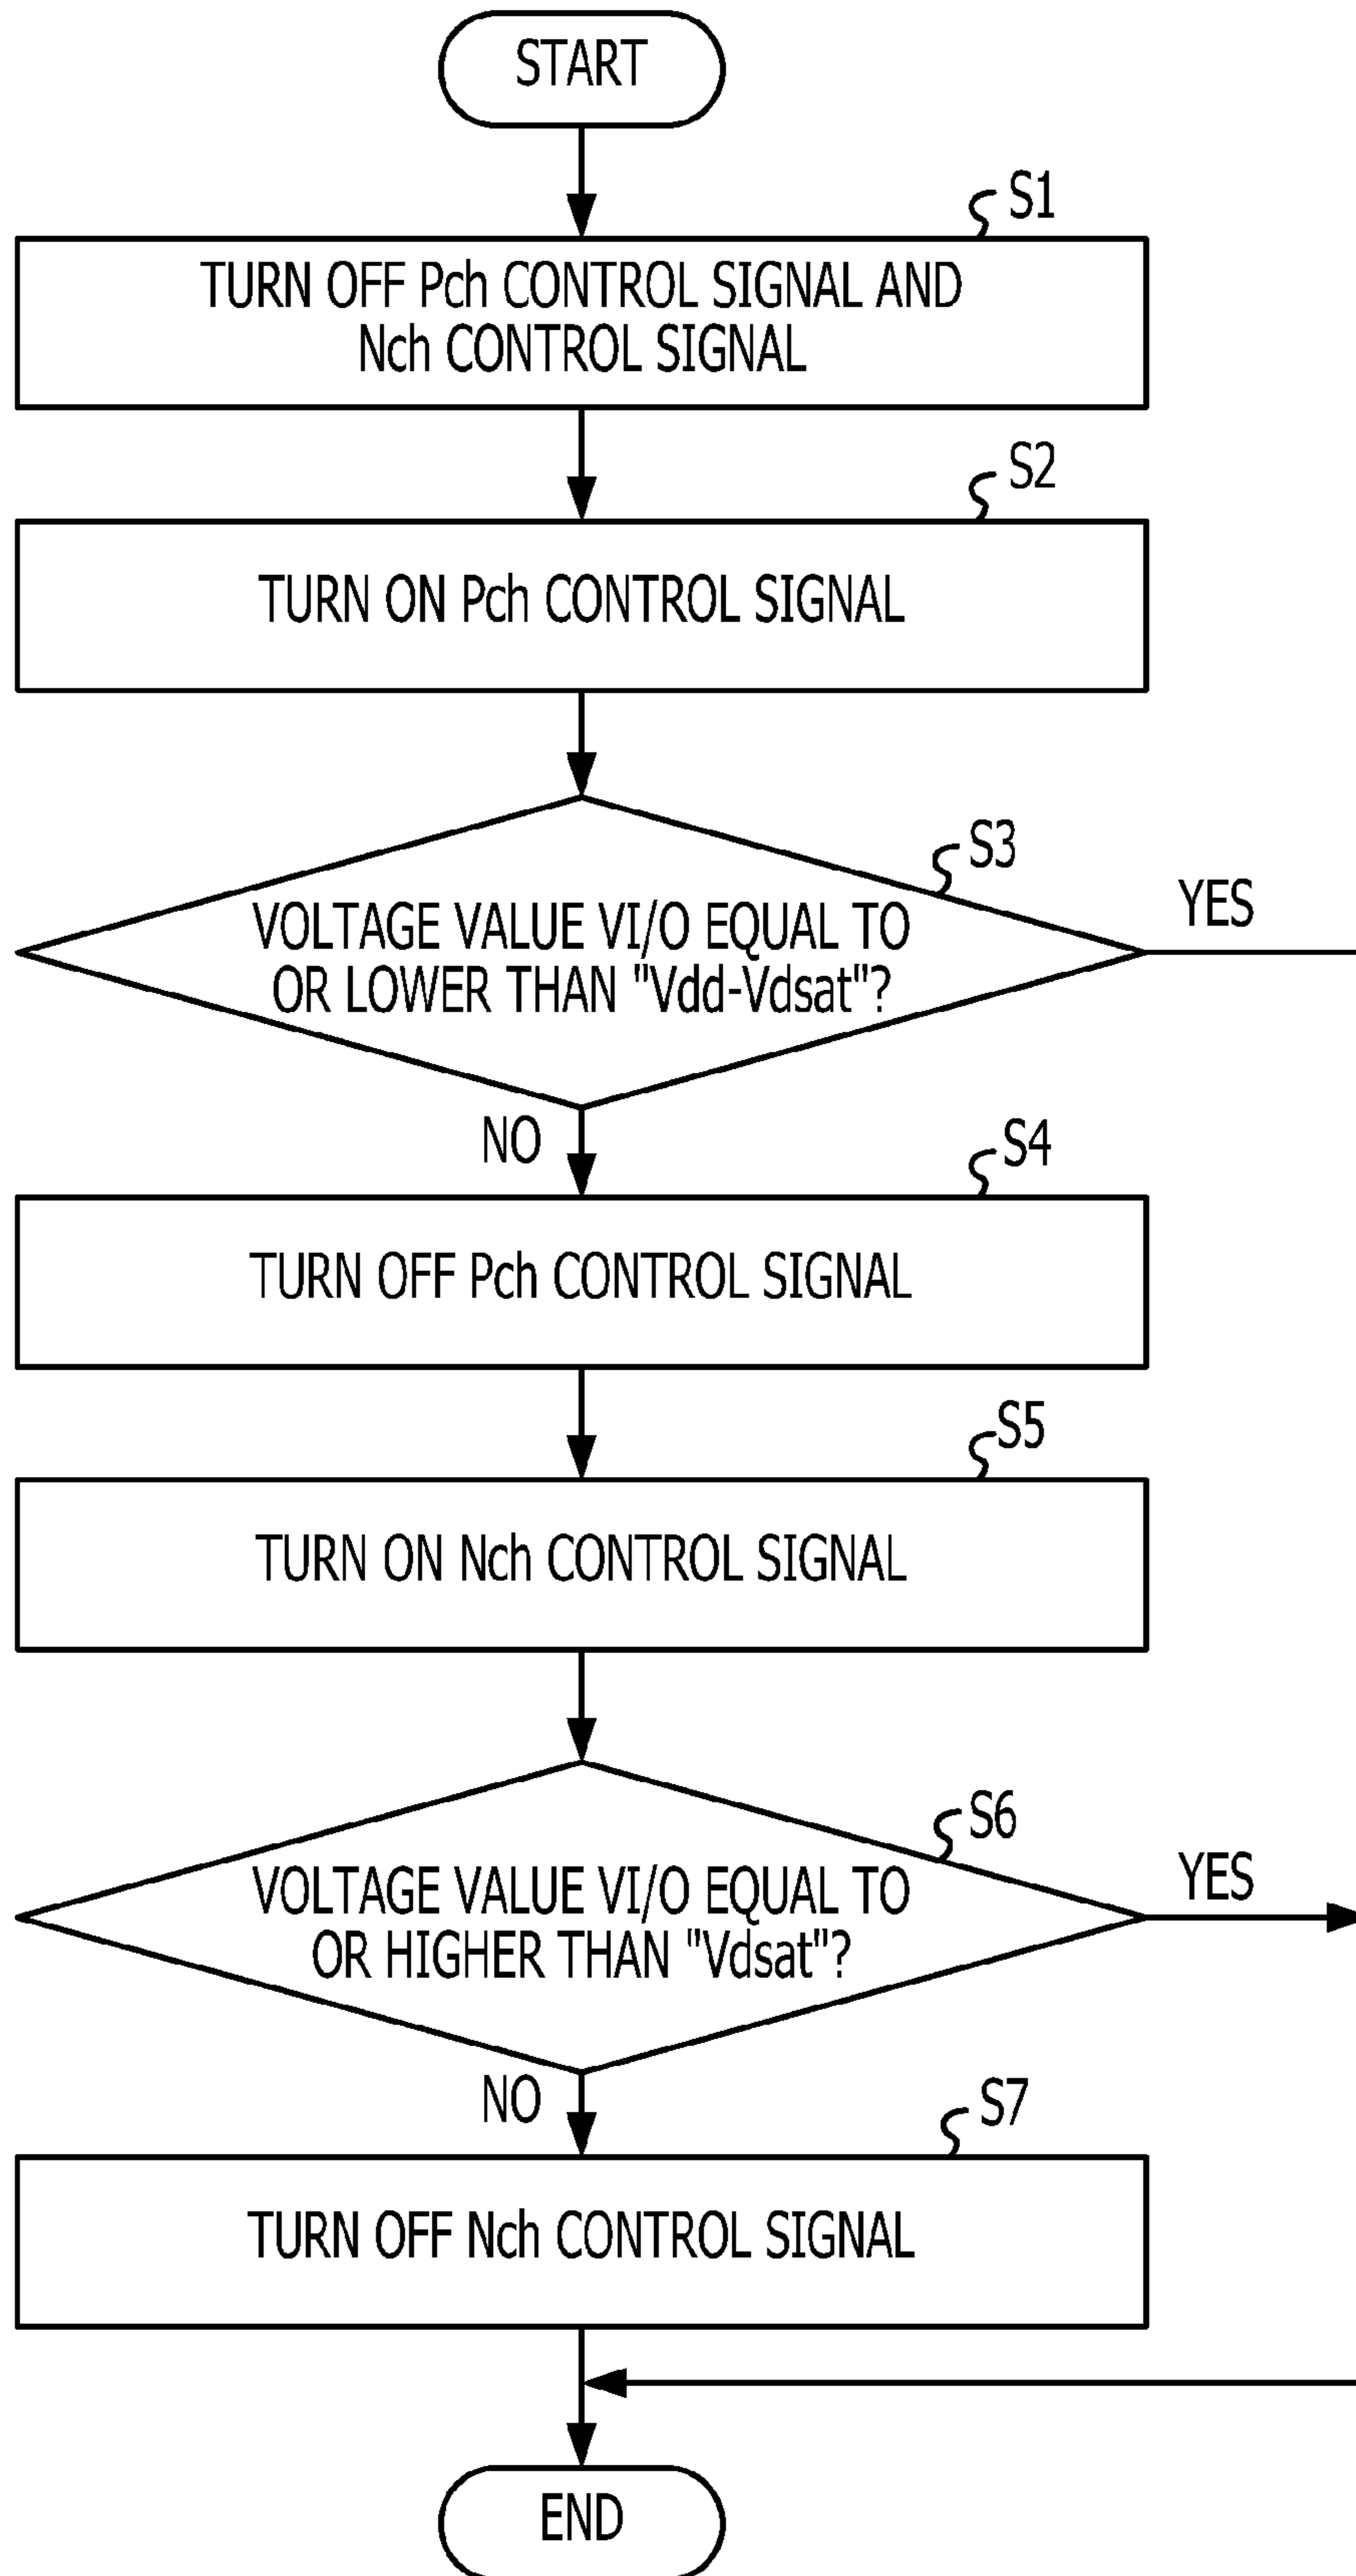 START
S1
TURN OFF Pch CONTROL SIGNAL AND
Nch CONTROL SIGNAL
S2
TURN ON Pch CONTROL SIGNAL
S3
YES
VOLTAGE VALUE VI/O EQUAL TO
OR LOWER THAN "Vdd-Vdsat"?
NO
S4
TURN OFF Pch CONTROL SIGNAL
S5
TURN ON Nch CONTROL SIGNAL
S6
YES
VOLTAGE VALUE VI/O EQUAL TO
OR HIGHER THAN "Vdsat"?
NO
S7
TURN OFF Nch CONTROL SIGNAL
END